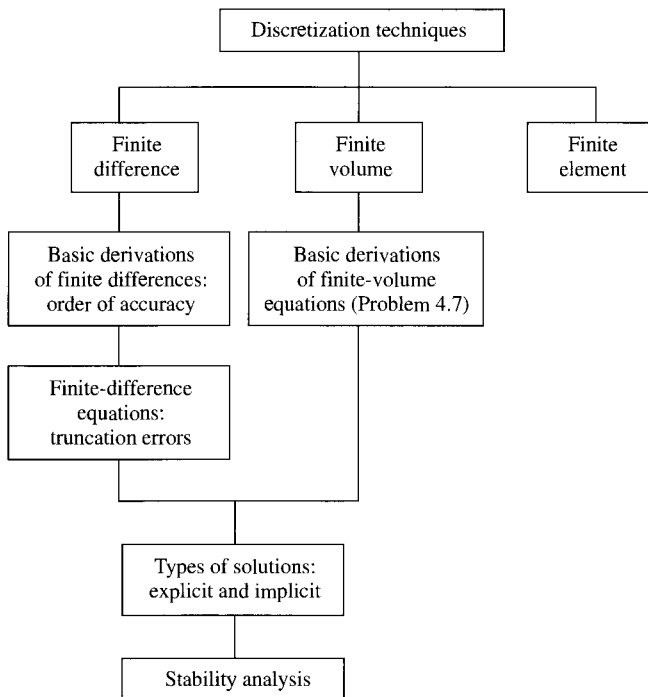 Discretization techniques
Finite
difference
Finite
volume
Finite
element
Basic derivations
of finite differences:
order of accuracy
Basic derivations
of finite-volume
equations (Problem 4.7)
Finite-difference
equations:
truncation errors
Types of solutions:
explicit and implicit
Stability analysis